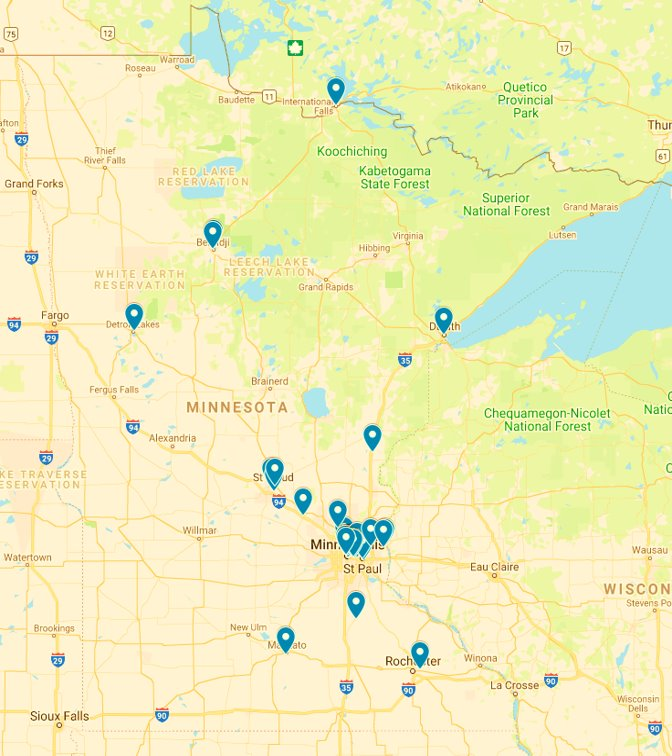 75
12
17
Warroad
Roseau
Baudette
11
International
Falls
Atikokan
Quetico
Provincial
Park
29
Thief
River Falls
Koochiching
Kabetogama
State Forest
61
RED LAKE
RESERVATION
Grand Forks
Superior
National Forest
Grand Marais
Lutsen
Virginia
Hibbing
29
LEECH LAKE
RESERVATION
WHITE EARTH
RESERVATION
Grand Rapids
Fargo
94
29
35
Brainerd
Fergus Falls
MINNESOTA
94
Chequamegon-Nicolet
National Forest
Alexandria
29
94
Willmar
St Paul
Watertown
Eau Claire
Wausau
Brookings
New Ulm
Winona
29
35
90
90
La Crosse
90
Wisconsin
Dells
Sioux Falls
90